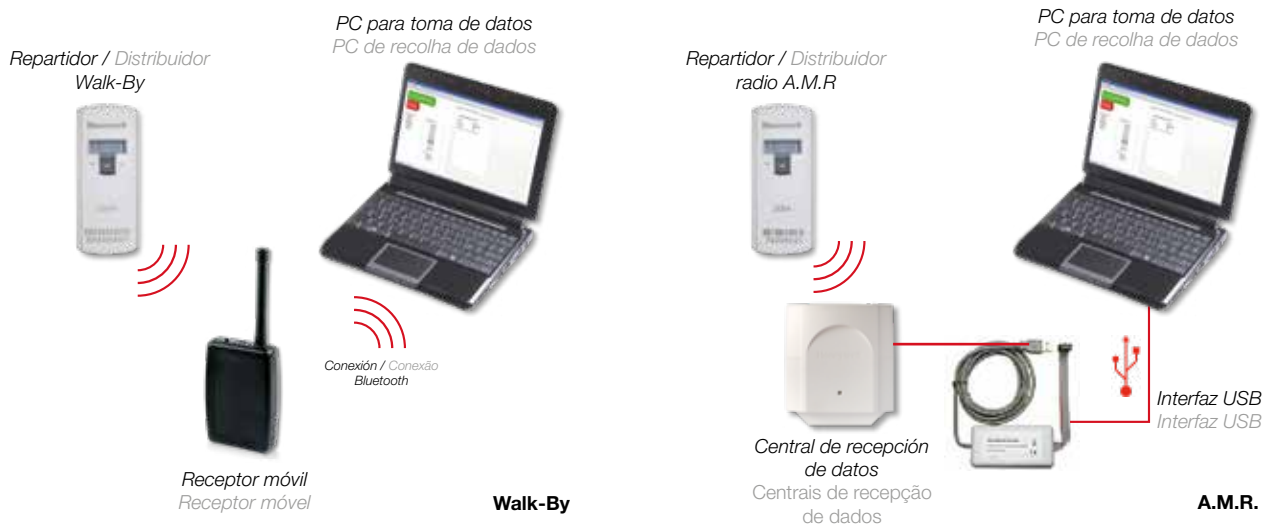 PC para toma de datos
PC de recolha de dados
Repartidor / Distribuidor
Walk-By
Conexión / Conexão
Bluetooth
Receptor móvil
Receptor móvel
Walk-By
PC para toma de datos
PC de recolha de dados
Repartidor / Distribuidor
radio A.M.R
Interfaz USB
Interfaz USB
Central de recepción
de datos
Centrais de recepção
de dados
A.M.R.